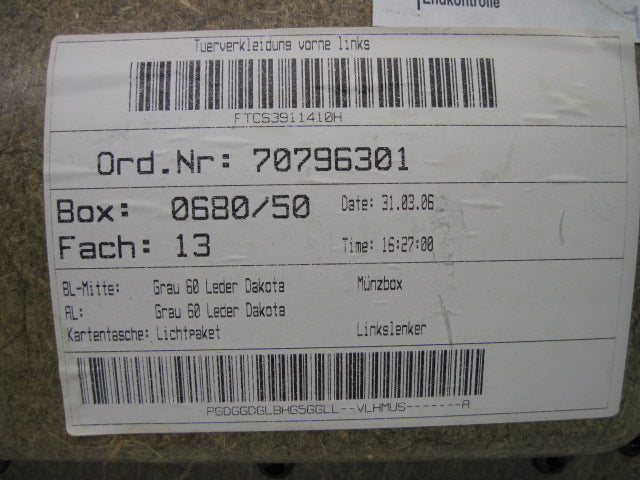 Endkontrolle
Tuerverkleidung vorne links
FTCS3911410H
Ord.Nr: 70796301
Box: 0680/50 Date: 31.03.06
Fach: 13 Time: 16:27:00
BL-Mitte: Grau 60 Leder Dakota Münzbox
AL: Grau 60 Leder Dakota
Kartentasche: Lichtpaket Linkslenker
PGDGGDGLBHG5GGLL--VLHMUS-------A